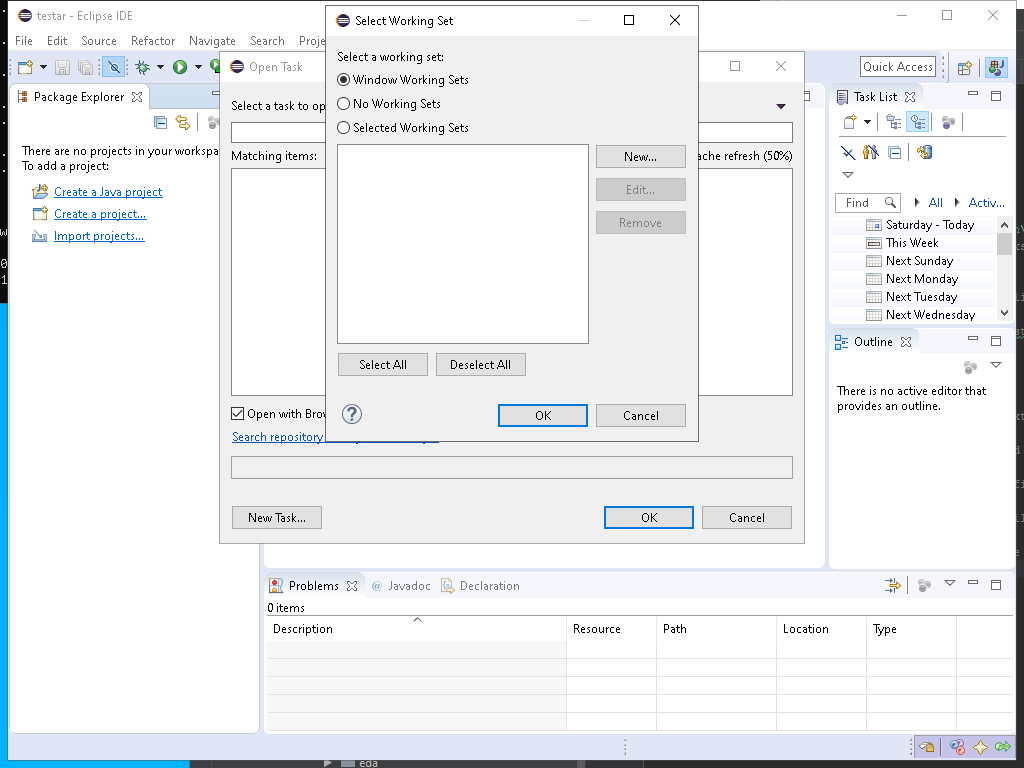 testar - Eclipse IDE
File Edit Source Refactor Navigate Search Proje
Quick Access
Package Explorer
There are no projects in your workspa
To add a project:
Create a Java project
Create a project...
Import projects...
Open Task
Select a task to op
Matching items:
ache refresh (50%)
Open with Brow
Search repository
New Task...
OK
Cancel
Select Working Set
Select a working set:
Window Working Sets
No Working Sets
Selected Working Sets
New...
Edit...
Remove
Select All
Deselect All
OK
Cancel
Task List
Find
All
Activ...
Saturday - Today
This Week
Next Sunday
Next Monday
Next Tuesday
Next Wednesday
Outline
There is no active editor that
provides an outline.
Problems
Javadoc
Declaration
0 items
Description Resource Path Location Type
eda